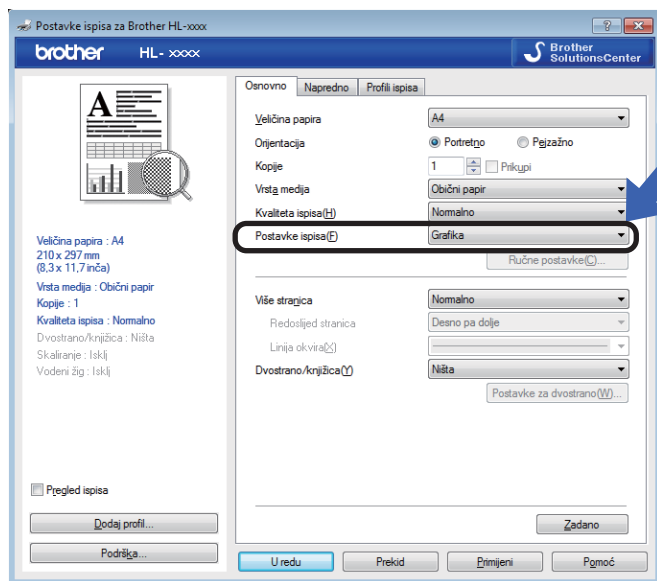 Postavke ispisa za Brother HL-xxxx
brother HL- xxxx
Brother
SolutionsCenter
A
Veličina papira : A4
210 x 297 mm
(8,3 x 11,7 inča)
Vrsta medija : Obični papir
Kopije : 1
Kvaliteta ispisa : Normalno
Dvostrano/knjižica : Ništa
Skaliranje : Isklj
Vodeni žig : Isklj
Pregled ispisa
Dodaj profil...
Podrška...
Osnovno Napredno Profili ispisa
Veličina papira A4
Orijentacija Portretno Pejzažno
Kopije 1 Prikupi
Vrsta medija Obični papir
Kvaliteta ispisa(H) Normalno
Postavke ispisa(F) Grafika
Ručne postavke(C)...
Više stranica Normalno
Redoslijed stranica Desno pa dolje
Linija okvira(X)
Dvostrano/knjižica(Y) Ništa
Postavke za dvostrano(W)...
Zadano
U redu Prekid Primijeni Pomoć